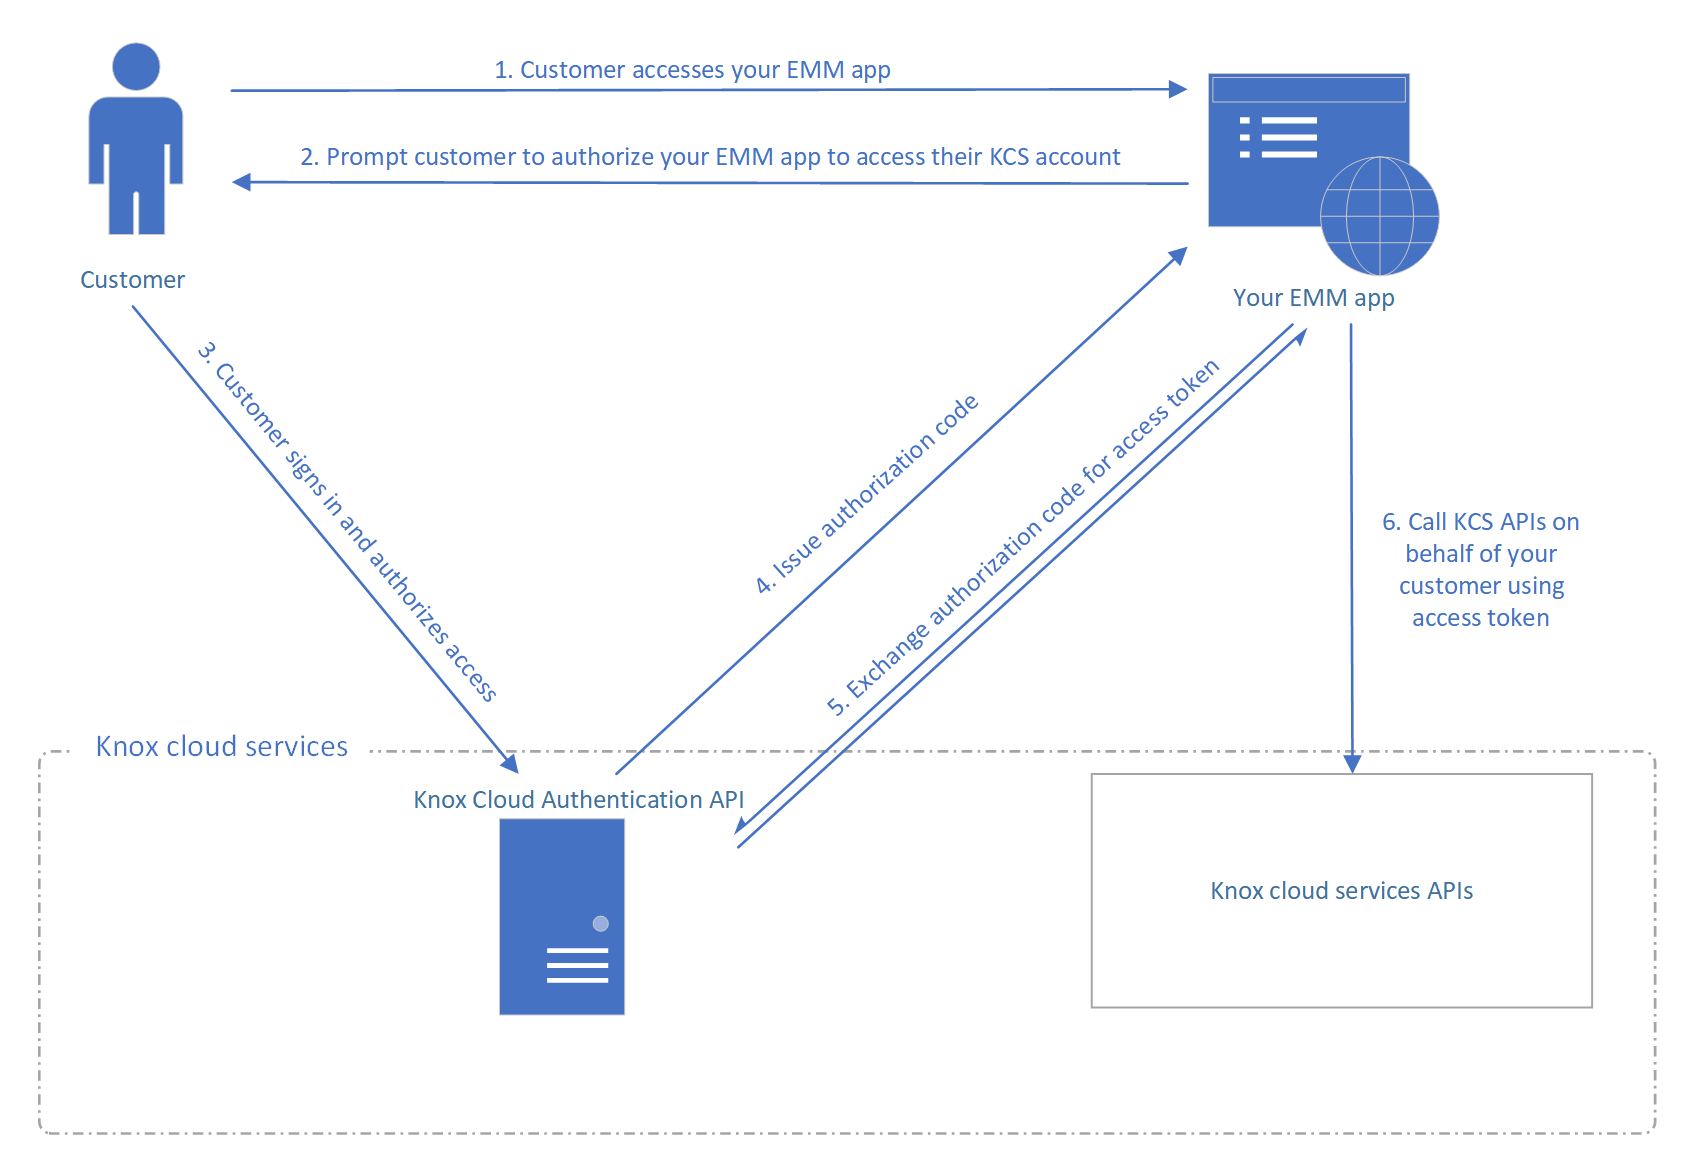 1. Customer accesses your EMM app
2. Prompt customer to authorize your EMM app to access their KCS account
Customer
Your EMM app
3. Customer signs in and authorizes access
4. Issue authorization code
5. Exchange authorization code for access token
6. Call KCS APIs on
behalf of your
customer using
access token
Knox cloud services
Knox Cloud Authentication API
Knox cloud services APIs